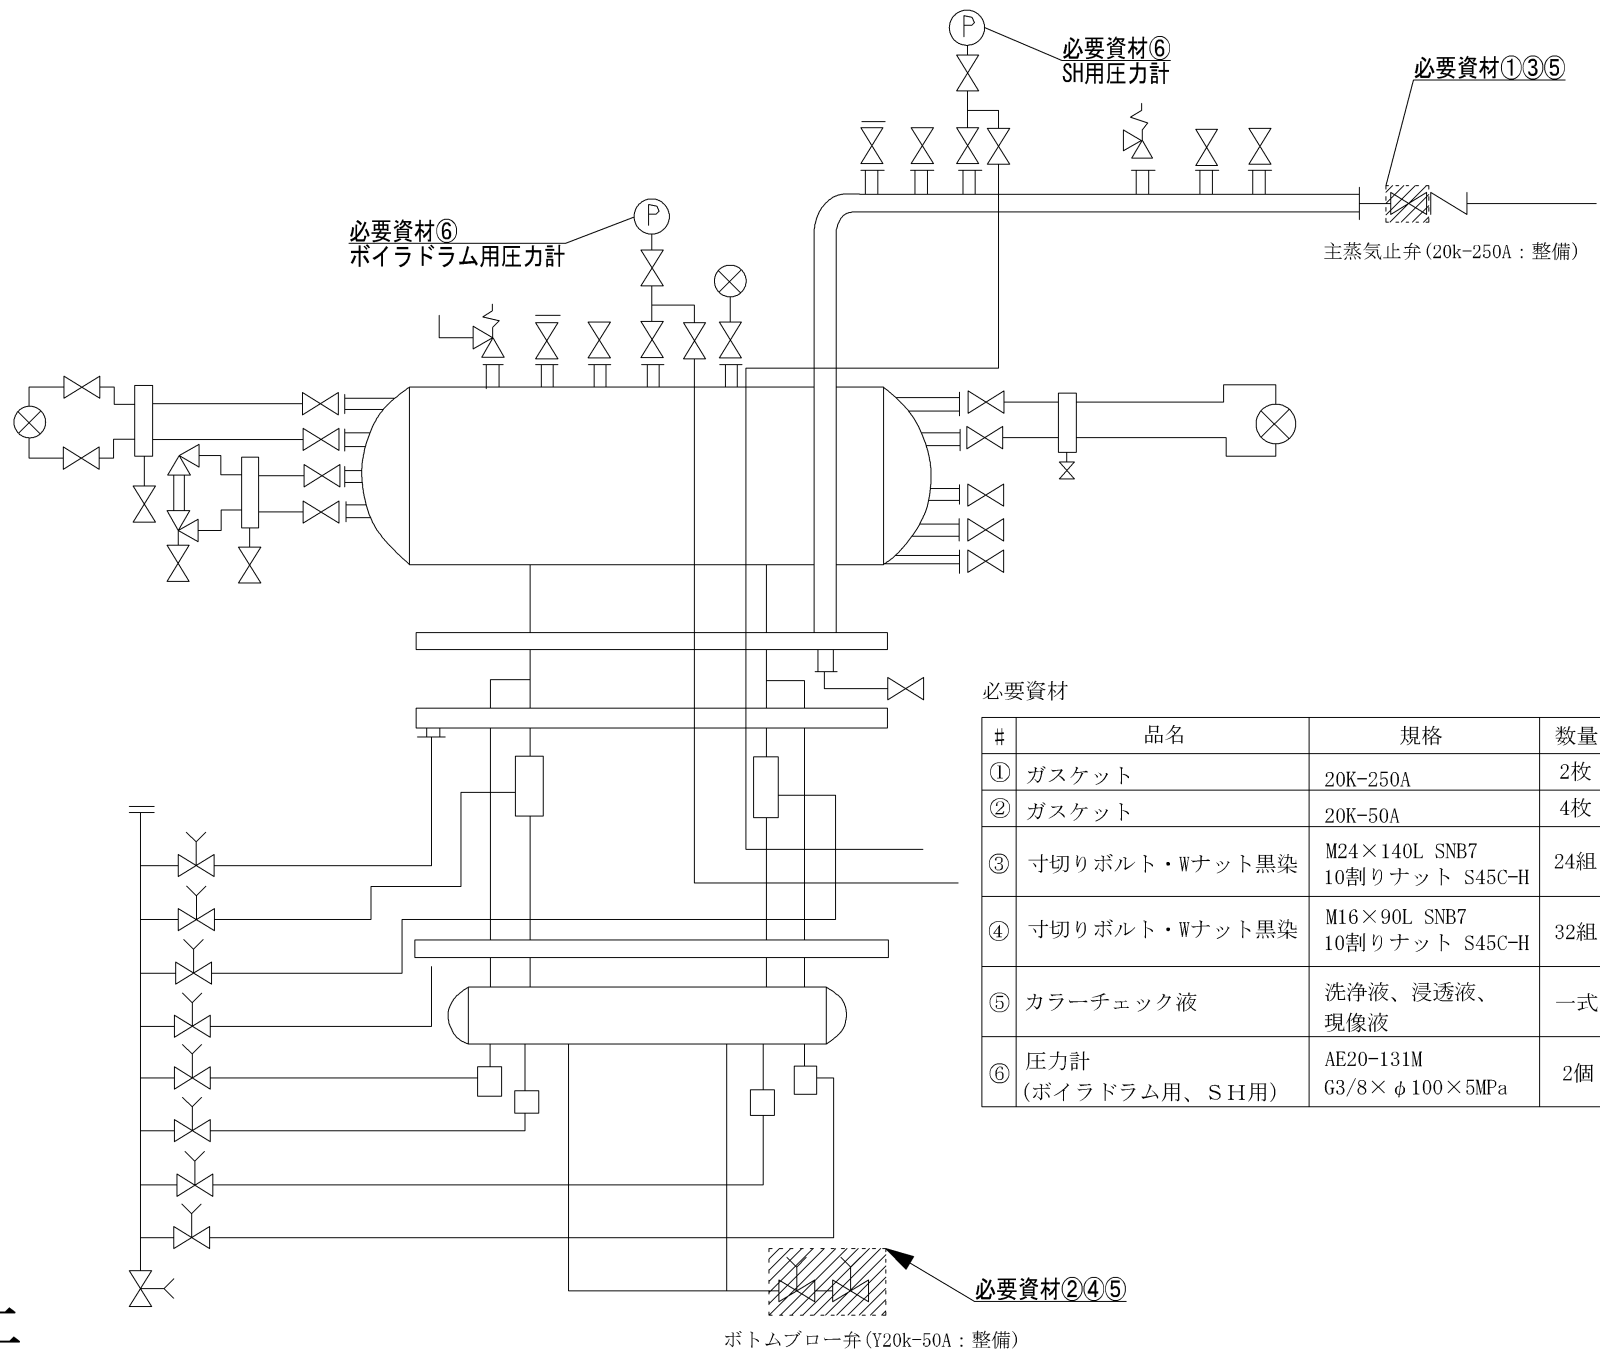 P
必要資材⑥
SH用圧力計
必要資材①③⑤
主蒸気止弁(20k-250A：整備)
P
必要資材⑥
ボイラドラム用圧力計
必要資材
# 品名 規格 数量
① ガスケット 20K-250A 2枚
② ガスケット 20K-50A 4枚
③ 寸切りボルト・Wナット黒染 M24×140L SNB7 24組
10割りナット S45C-H
④ 寸切りボルト・Wナット黒染 M16×90L SNB7 32組
10割りナット S45C-H
⑤ カラーチェック液 洗浄液、浸透液、 一式
現像液
⑥ 圧力計 AE20-131M 2個
(ボイラドラム用、ＳＨ用) G3/8×φ100×5MPa
必要資材②④⑤
ボトムブロー弁(Y20k-50A：整備)